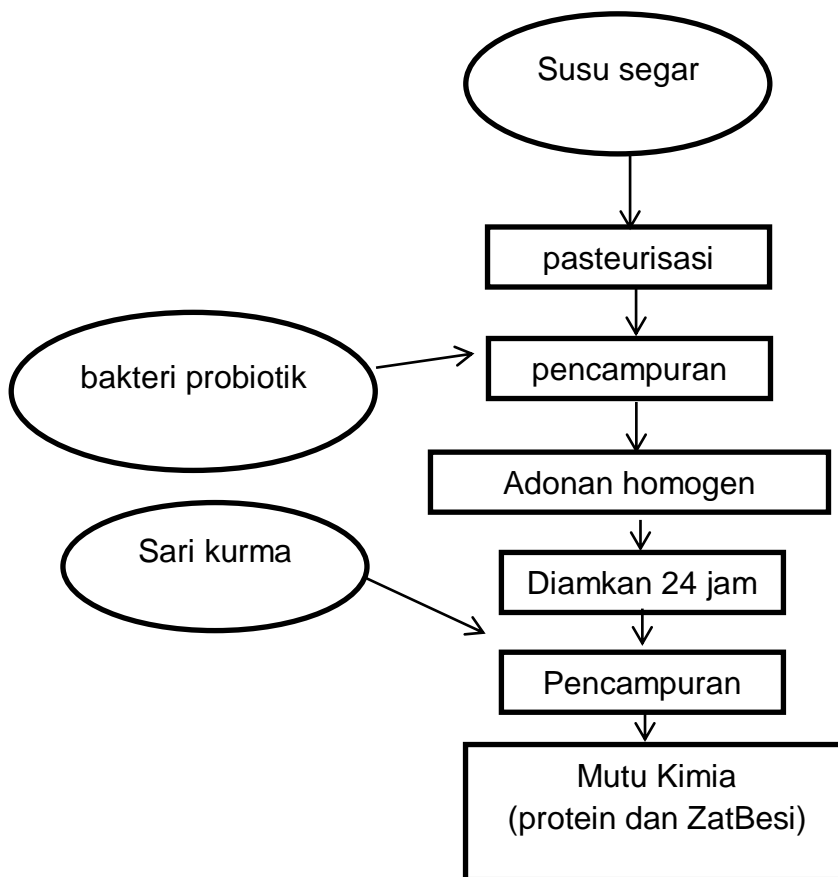 Susu segar
pasteurisasi
bakteri probiotik
pencampuran
Adonan homogen
Sari kurma
Diamkan 24 jam
Pencampuran
Mutu Kimia
(protein dan ZatBesi)